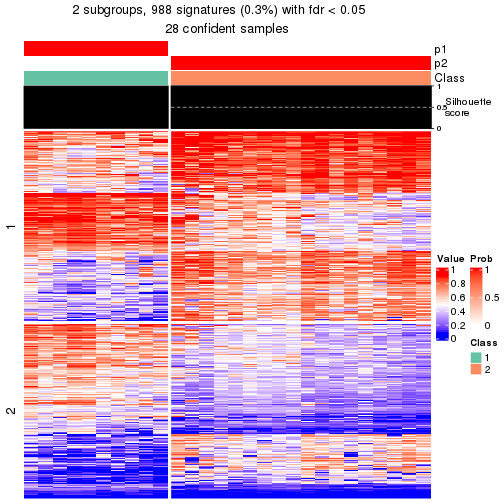 2 subgroups, 988 signatures (0.3%) with fdr < 0.05
28 confident samples
p1
p2
Class
1
0.5
0
Silhouette
score
1
2
Value
1
0.8
0.6
0.4
0.2
0
Prob
1
0.5
0
Class
1
2